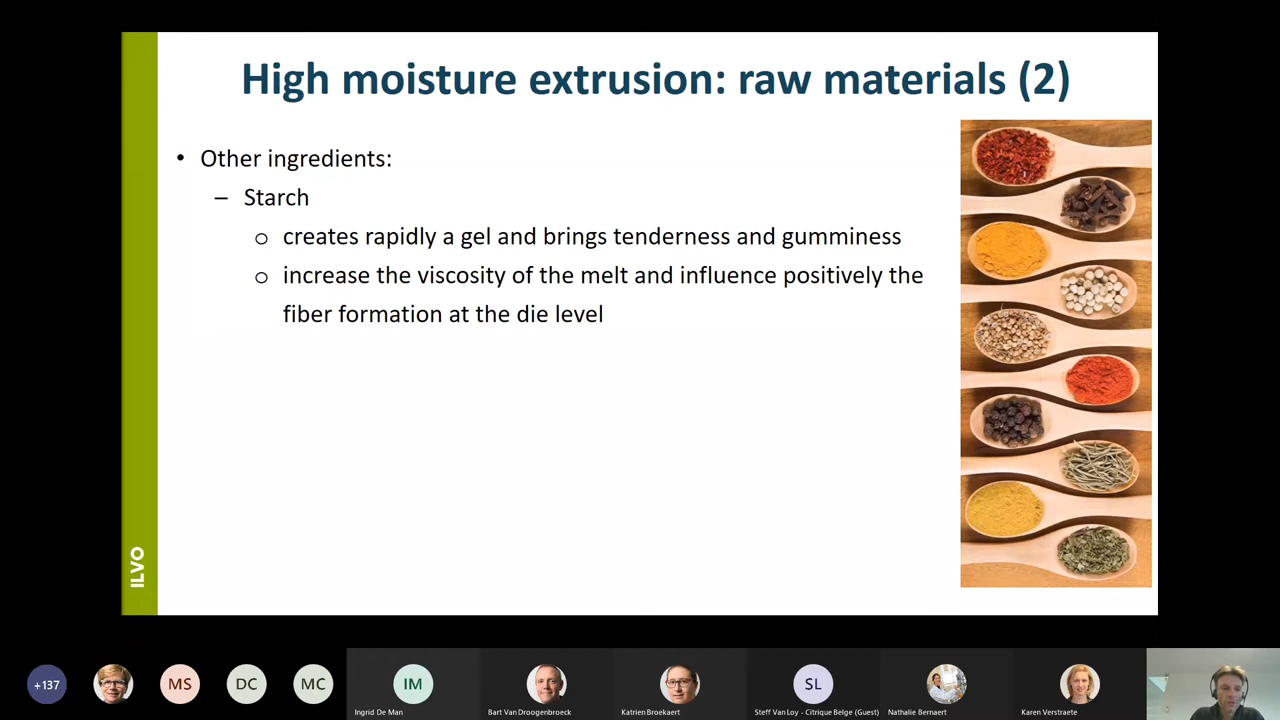 High moisture extrusion: raw materials (2)
• Other ingredients:
– Starch
o creates rapidly a gel and brings tenderness and gumminess
o increase the viscosity of the melt and influence positively the
fiber formation at the die level
ILVO
+137
MS
DC
MC
IM
SL
Ingrid De Man
Bart Van Droogenbroeck
Katrien Broekaert
Steff Van Loy - Citrique Belge (Guest)
Nathalie Bernaert
Karen Verstraete